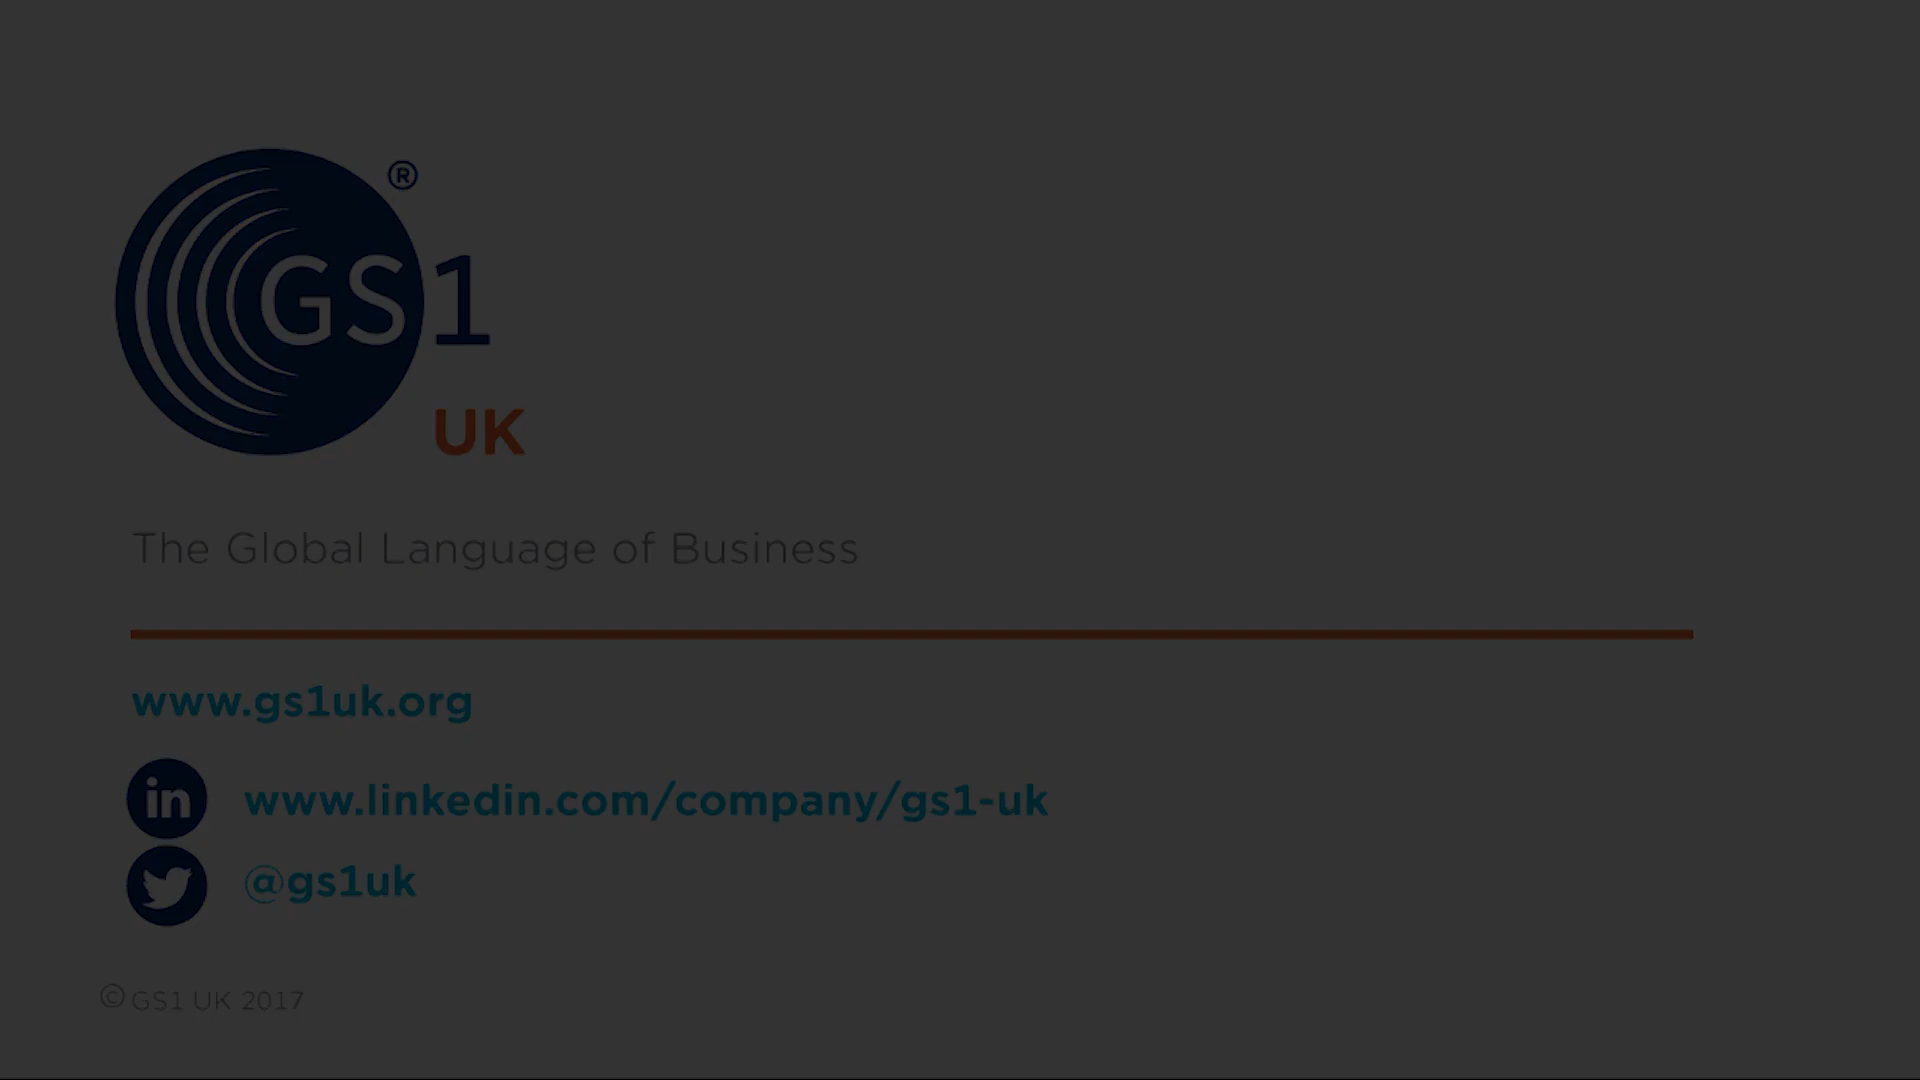 GS1®
UK
The Global Language of Business
www.gs1uk.org
in www.linkedin.com/company/gs1-uk
@gs1uk
© GS1 UK 2017